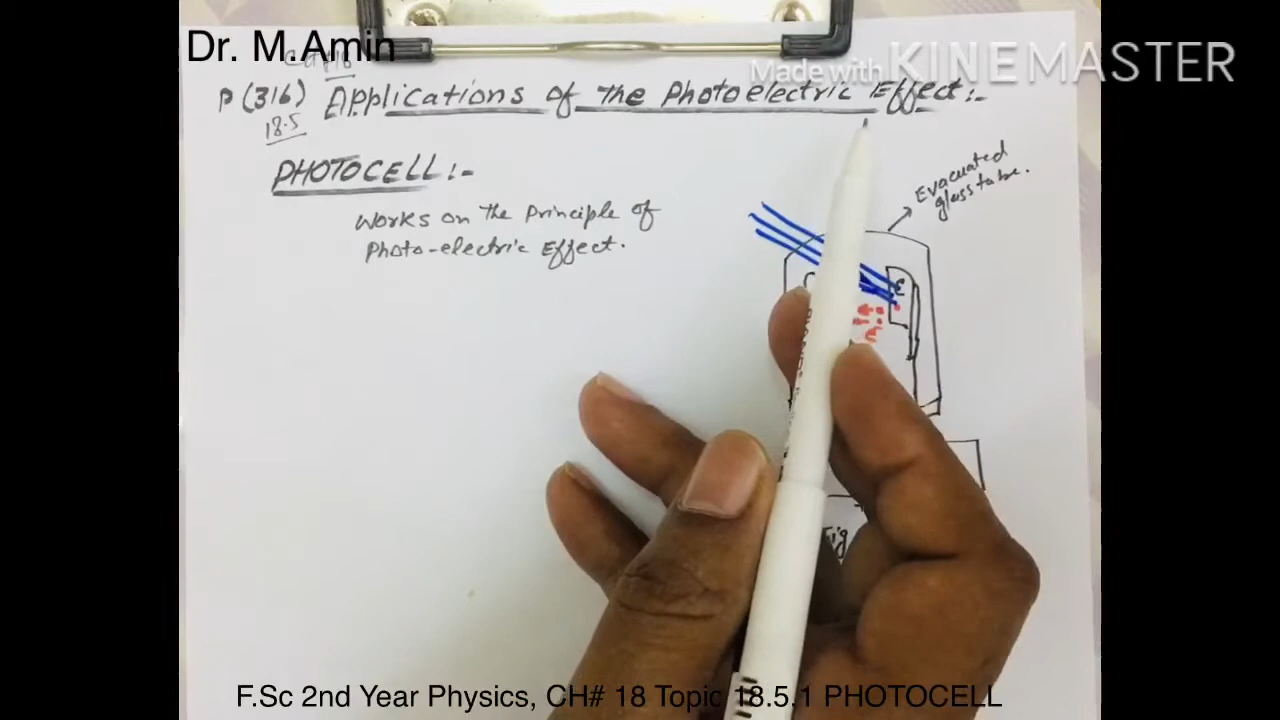 Dr. M.Amin
Made with KINEMASTER
P (316) Applications of the Photoelectric Effect:-
18.5
PHOTOCELL:-
Evacuated
glass tube.
Works on the Principle of
Photo-electric Effect.
C
Fig
F.Sc 2nd Year Physics, CH# 18 Topic 18.5.1 PHOTOCELL